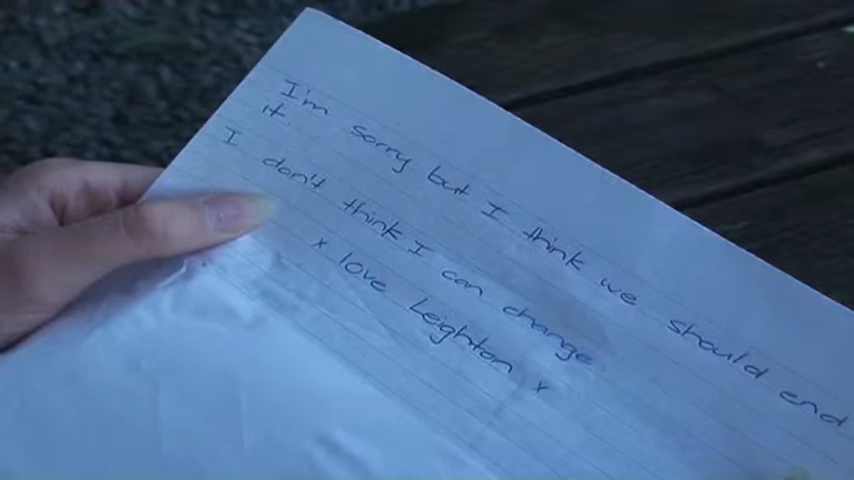 I'm sorry but I think we should end
it.
I don't think I can change
x love Leighton x